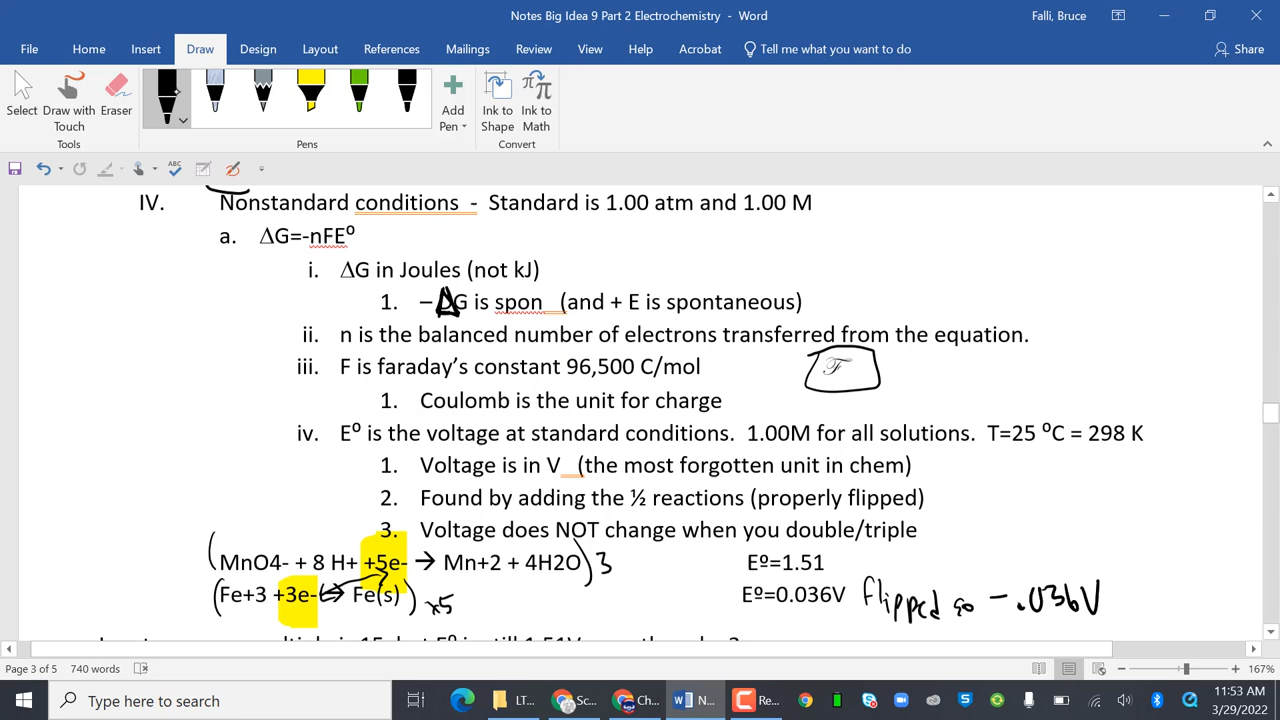 Notes Big Idea 9 Part 2 Electrochemistry - Word
Falli, Bruce
File Home Insert Draw Design Layout References Mailings Review View Help Acrobat Tell me what you want to do Share
Select Draw with Touch Eraser Add Pen Ink to Shape Ink to Math
Tools Pens Convert
IV. Nonstandard conditions - Standard is 1.00 atm and 1.00 M
a. ∆G=-nFEº
i. ∆G in Joules (not kJ)
1. –∆G is spon (and + E is spontaneous)
ii. n is the balanced number of electrons transferred from the equation.
iii. F is faraday's constant 96,500 C/mol ℱ
1. Coulomb is the unit for charge
iv. Eº is the voltage at standard conditions. 1.00M for all solutions. T=25 ºC = 298 K
1. Voltage is in V (the most forgotten unit in chem)
2. Found by adding the ½ reactions (properly flipped)
3. Voltage does NOT change when you double/triple
(MnO4- + 8 H+ +5e- → Mn+2 + 4H2O)3 Eº=1.51
(Fe+3 +3e- → Fe(s)) x5 Eº=0.036V flipped so -.036V
Page 3 of 5 740 words 167%
Type here to search LT... Sc... Ch... N... Re... 11:53 AM
3/29/2022